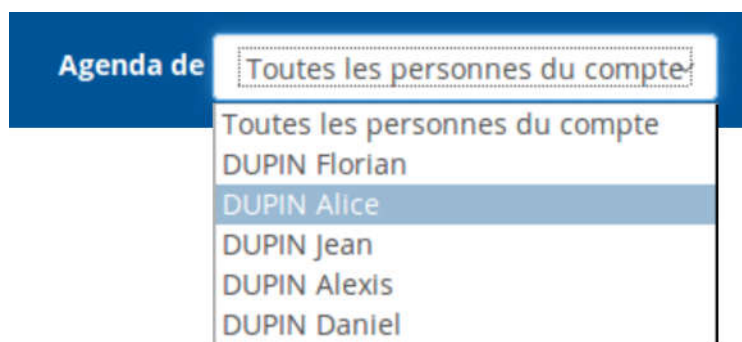 Agenda de Toutes les personnes du compte
Toutes les personnes du compte
DUPIN Florian
DUPIN Alice
DUPIN Jean
DUPIN Alexis
DUPIN Daniel